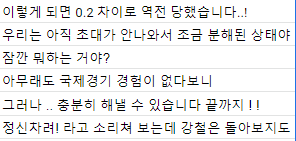 이렇게 되면 0.2 차이로 역전 당했습니다..!
우리는 아직 초대가 안나와서 조금 분해된 상태야
잠깐 뭐하는 거야?
아무래도 국제경기 경험이 없다보니
그러나 .. 충분히 해낼 수 있습니다 끝까지 ! !
정신차려! 라고 소리쳐 보는데 강철은 돌아보지도